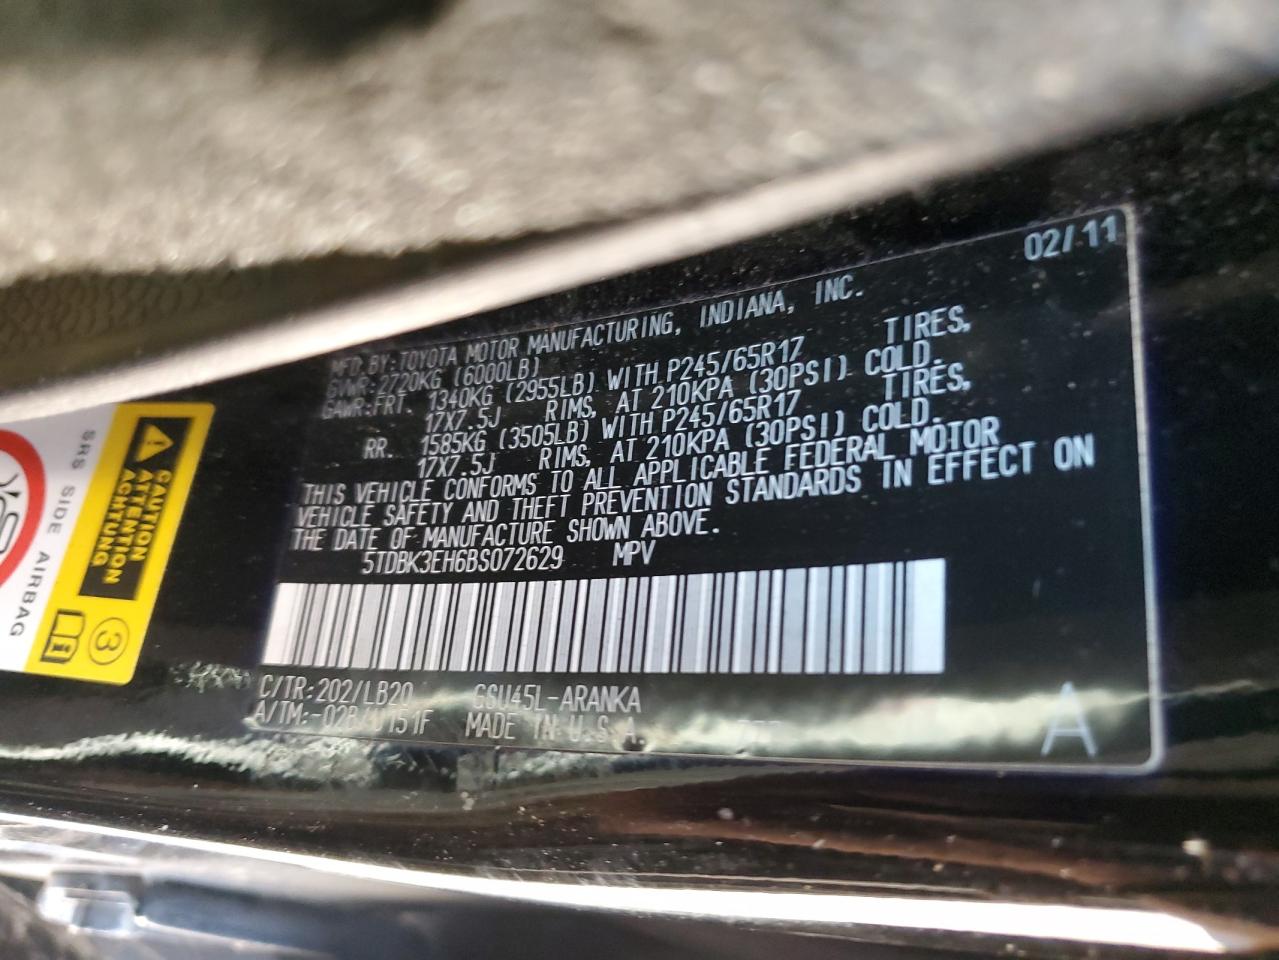 02/11
MFD.BY:TOYOTA MOTOR MANUFACTURING, INDIANA, INC.
GVWR:2720KG (6000LB)
GAWR:FRT. 1340KG (2955LB) WITH P245/65R17 TIRES,
17X7.5J RIMS, AT 210KPA (30PSI) COLD.
RR. 1585KG (3505LB) WITH P245/65R17 TIRES,
17X7.5J RIMS, AT 210KPA (30PSI) COLD.
THIS VEHICLE CONFORMS TO ALL APPLICABLE FEDERAL MOTOR
VEHICLE SAFETY AND THEFT PREVENTION STANDARDS IN EFFECT ON
THE DATE OF MANUFACTURE SHOWN ABOVE.
5TDBK3EH6BS072629 MPV
C/TR:202/LB20 GSU45L-ARANKA
A/TM:-02B/U151F MADE IN U.S.A.
A
CAUTION
ATTENTION
ACHTUNG
3
SRS SIDE AIRBAG